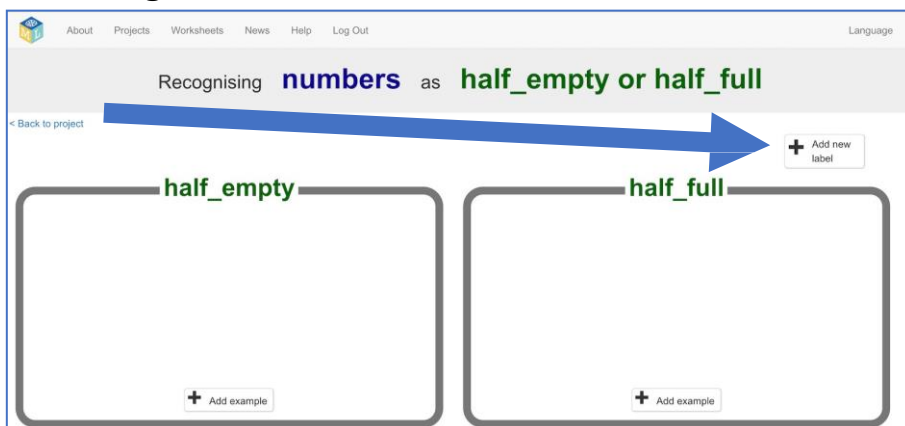 About Projects Worksheets News Help Log Out Language
Recognising numbers as half_empty or half_full
< Back to project
+ Add new
label
half_empty half_full
+ Add example + Add example